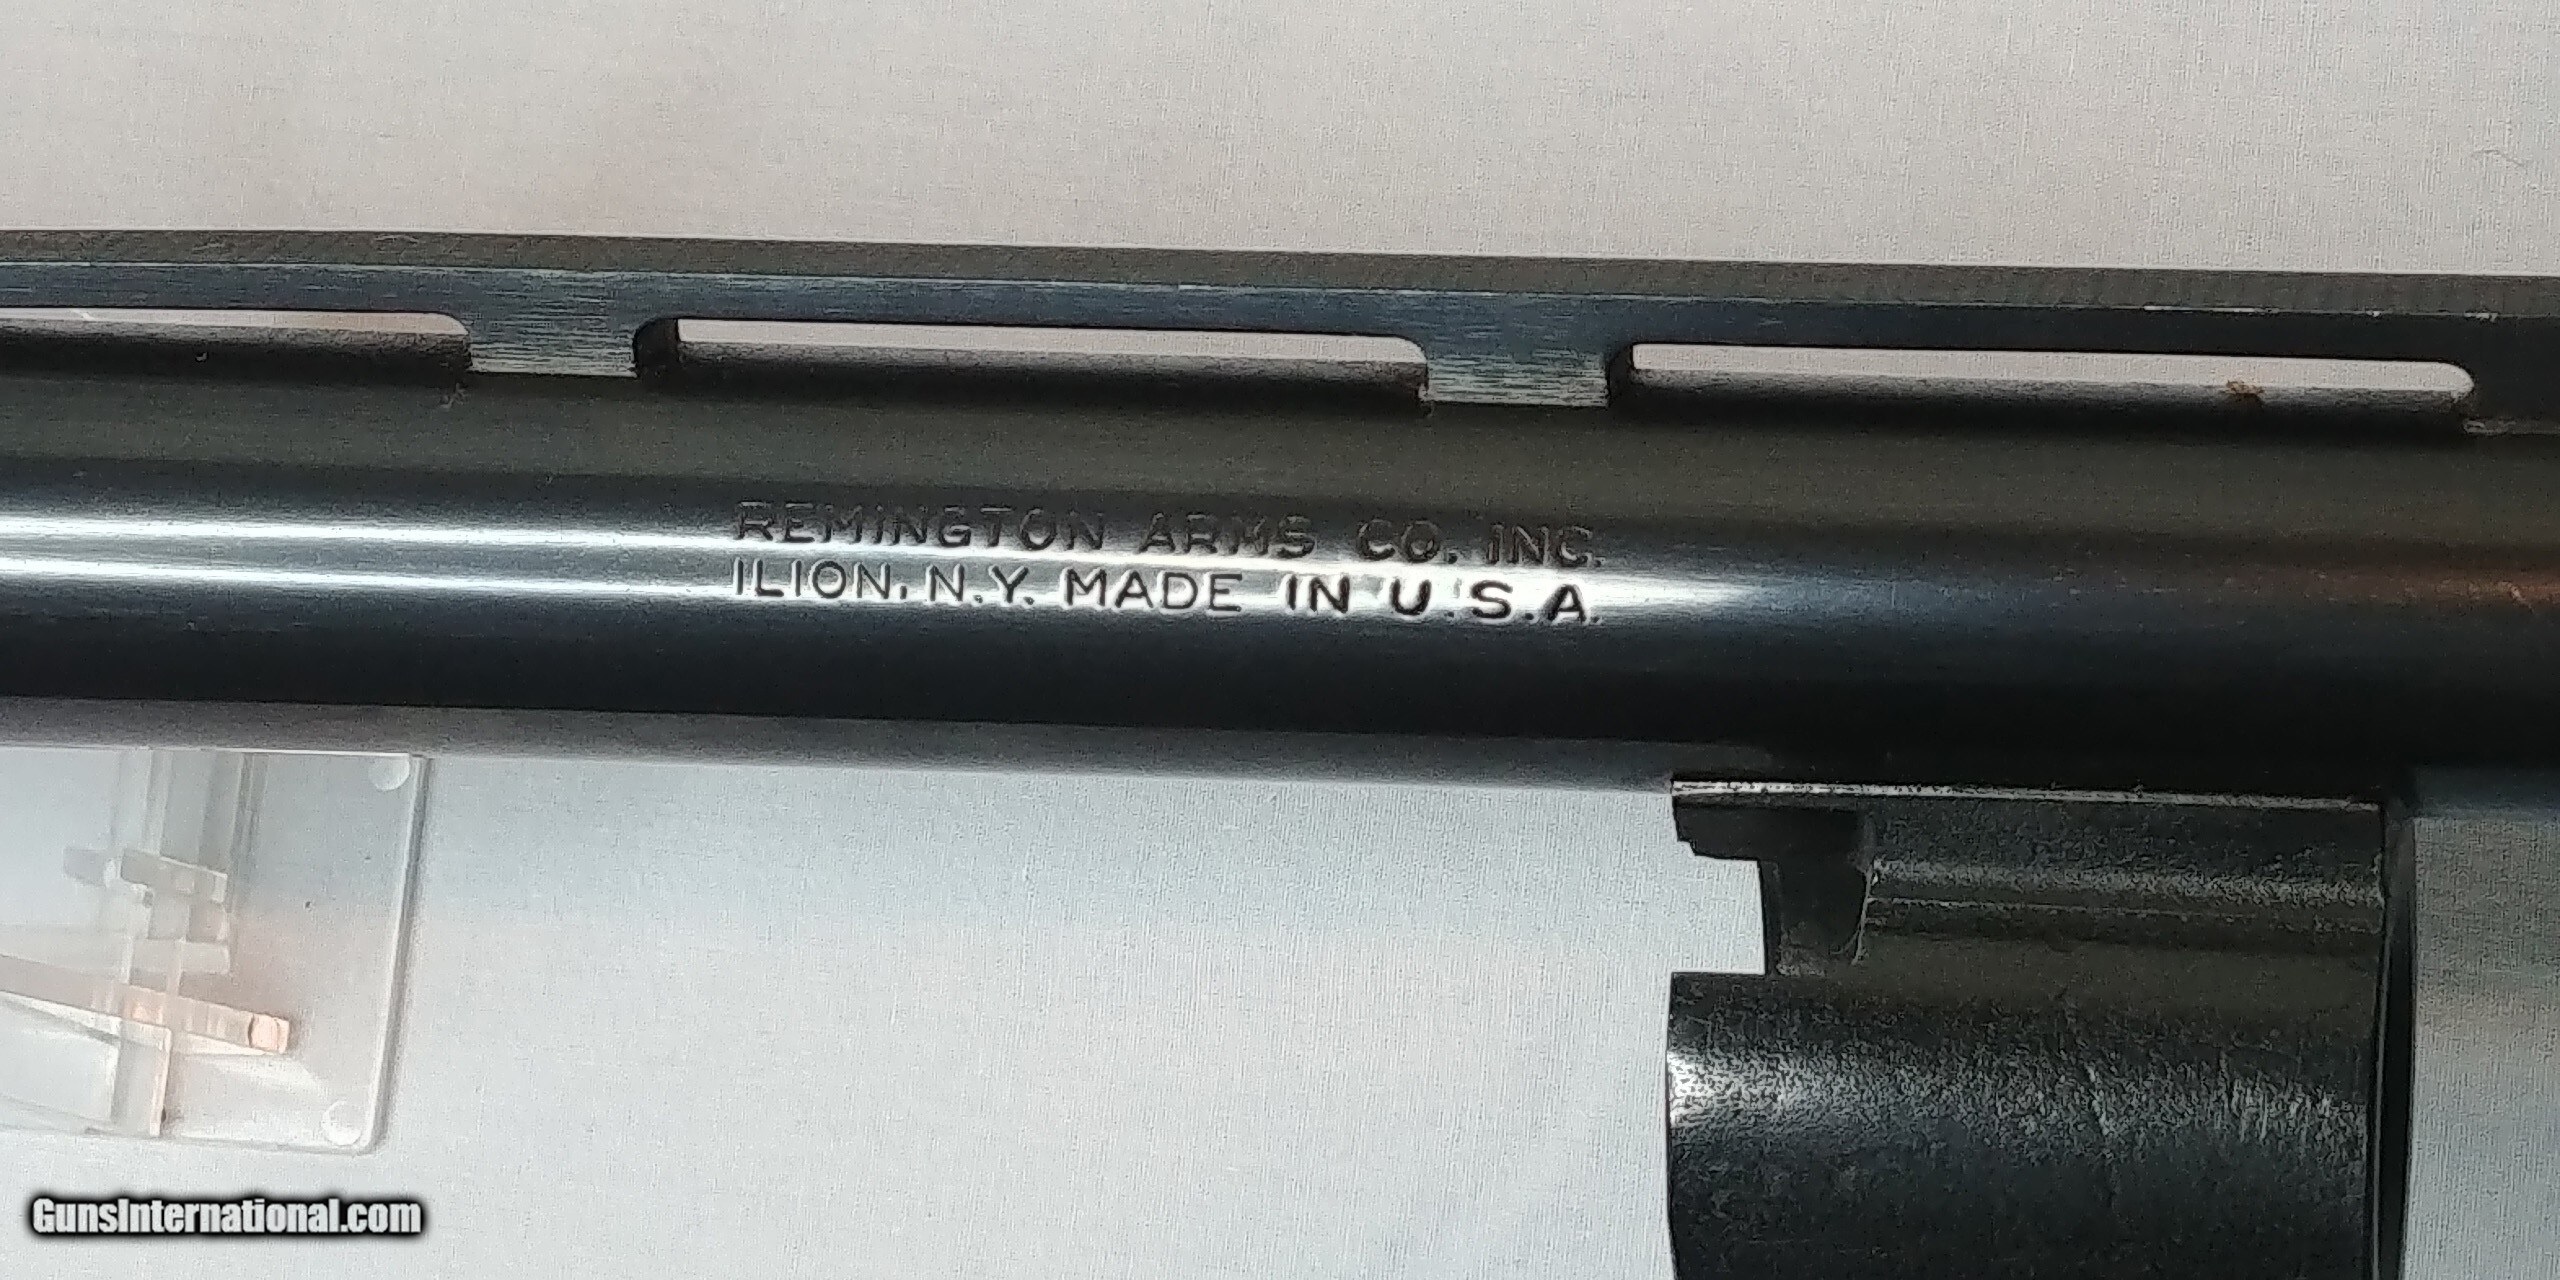 REMINGTON ARMS CO. INC.
ILION, N.Y. MADE IN U.S.A.
GunsInternational.com